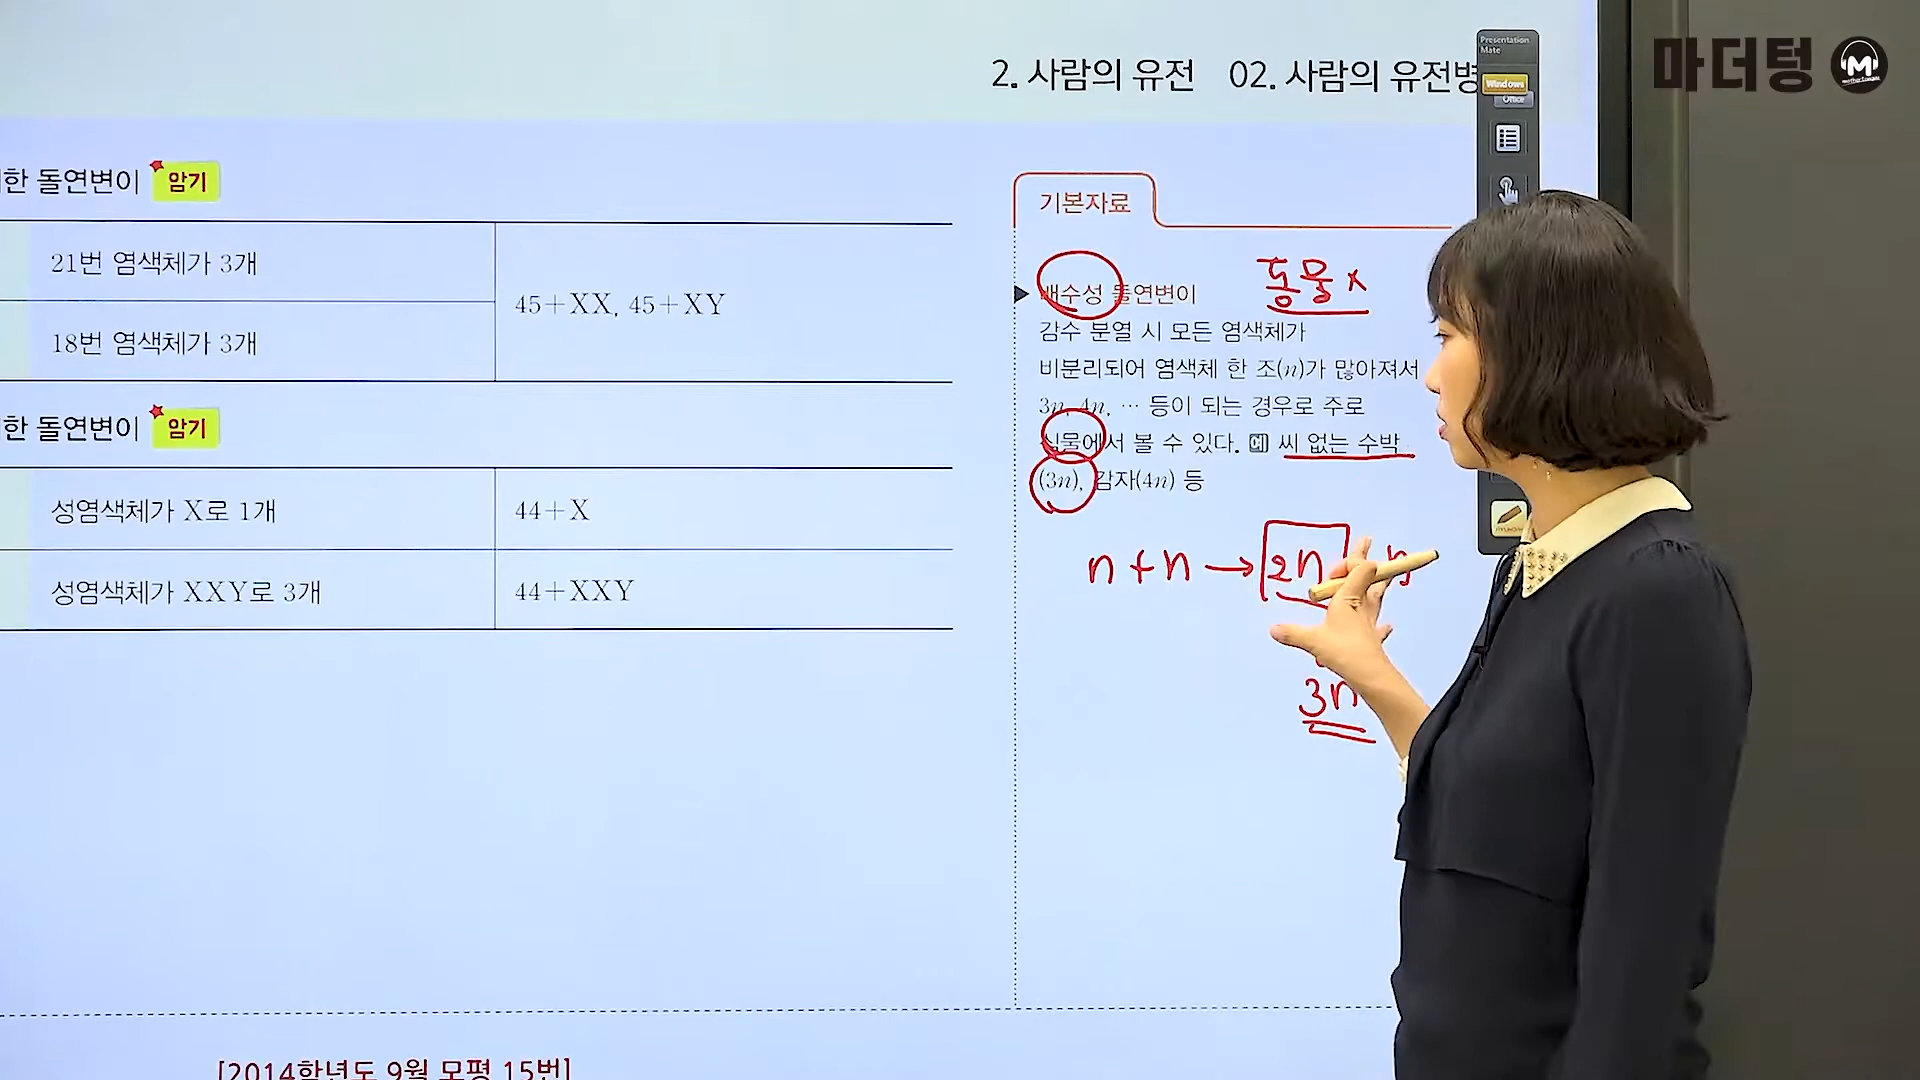 2. 사람의 유전 02. 사람의 유전병
Presentation
Mate
Windows
Office
마더텅
M
한 돌연변이 암기
21번 염색체가 3개
45+XX, 45+XY
18번 염색체가 3개
한 돌연변이 암기
성염색체가 X로 1개 44+X
성염색체가 XXY로 3개 44+XXY
기본자료
배수성 돌연변이
동물 x
감수 분열 시 모든 염색체가
비분리되어 염색체 한 조(n)가 많아져서
3n, 4n, … 등이 되는 경우로 주로
식물에서 볼 수 있다. 예 씨 없는 수박
(3n), 감자(4n) 등
n + n → 2n n
3n
[2014학년도 9월 모평 15번]